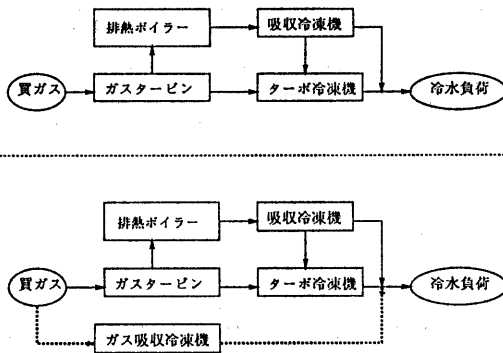 排熱ボイラー
吸収冷凍機
買ガス
ガスタービン
ターボ冷凍機
冷水負荷
排熱ボイラー
吸収冷凍機
買ガス
ガスタービン
ターボ冷凍機
冷水負荷
ガス吸収冷凍機